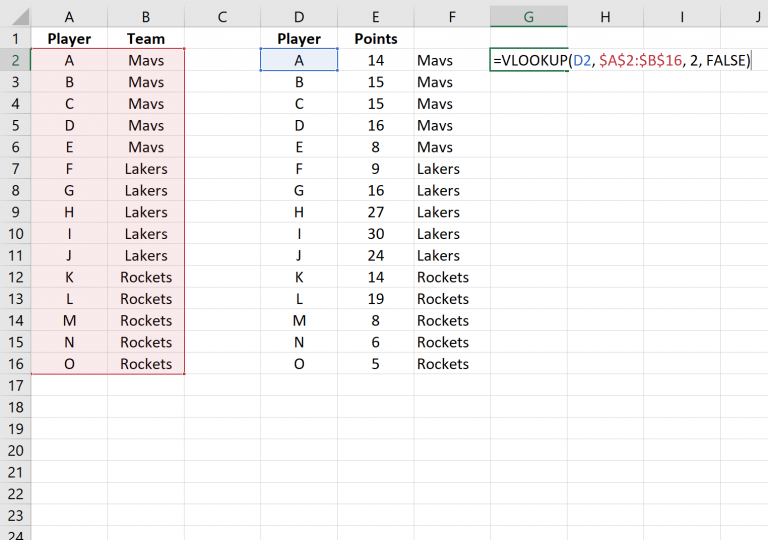 A B C D E F G H I J
1 Player Team Player Points
2 A Mavs A 14 Mavs =VLOOKUP(D2, $A$2:$B$16, 2, FALSE)
3 B Mavs B 15 Mavs
4 C Mavs C 15 Mavs
5 D Mavs D 16 Mavs
6 E Mavs E 8 Mavs
7 F Lakers F 9 Lakers
8 G Lakers G 16 Lakers
9 H Lakers H 27 Lakers
10 I Lakers I 30 Lakers
11 J Lakers J 24 Lakers
12 K Rockets K 14 Rockets
13 L Rockets L 19 Rockets
14 M Rockets M 8 Rockets
15 N Rockets N 6 Rockets
16 O Rockets O 5 Rockets
17
18
19
20
21
22
23
24